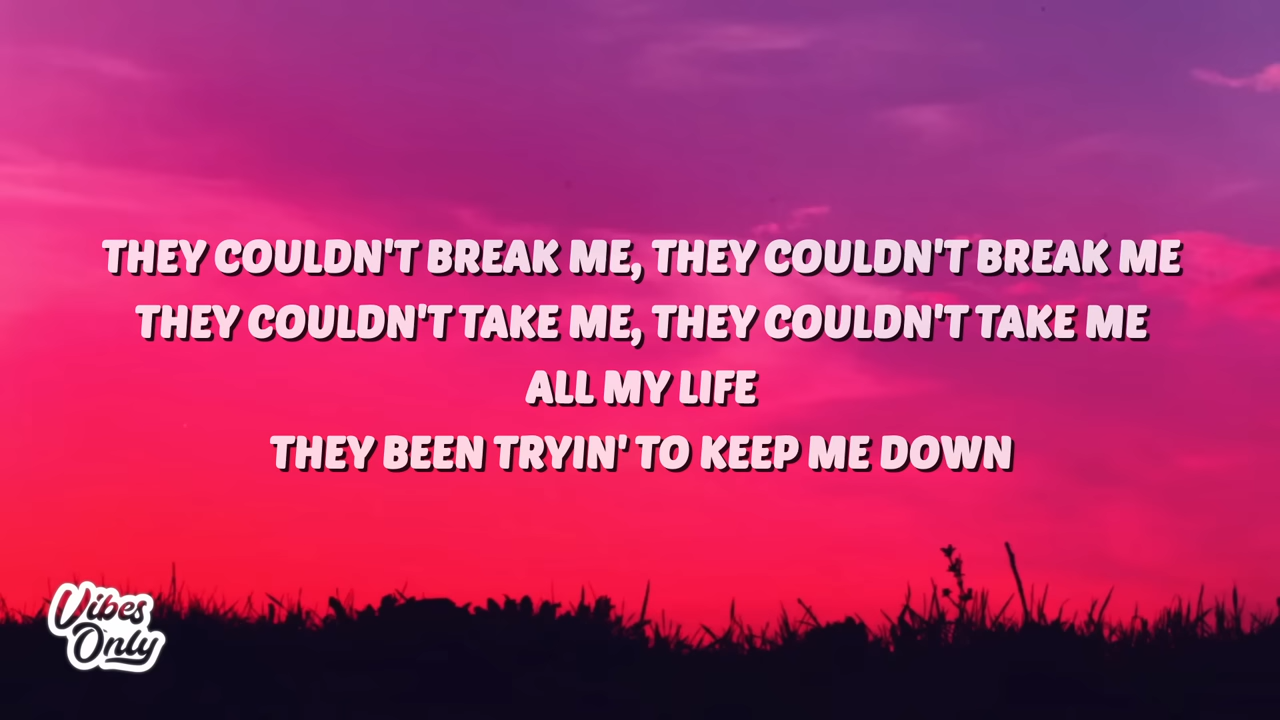 THEY COULDN'T BREAK ME, THEY COULDN'T BREAK ME
THEY COULDN'T TAKE ME, THEY COULDN'T TAKE ME
ALL MY LIFE
THEY BEEN TRYIN' TO KEEP ME DOWN
Vibes
Only